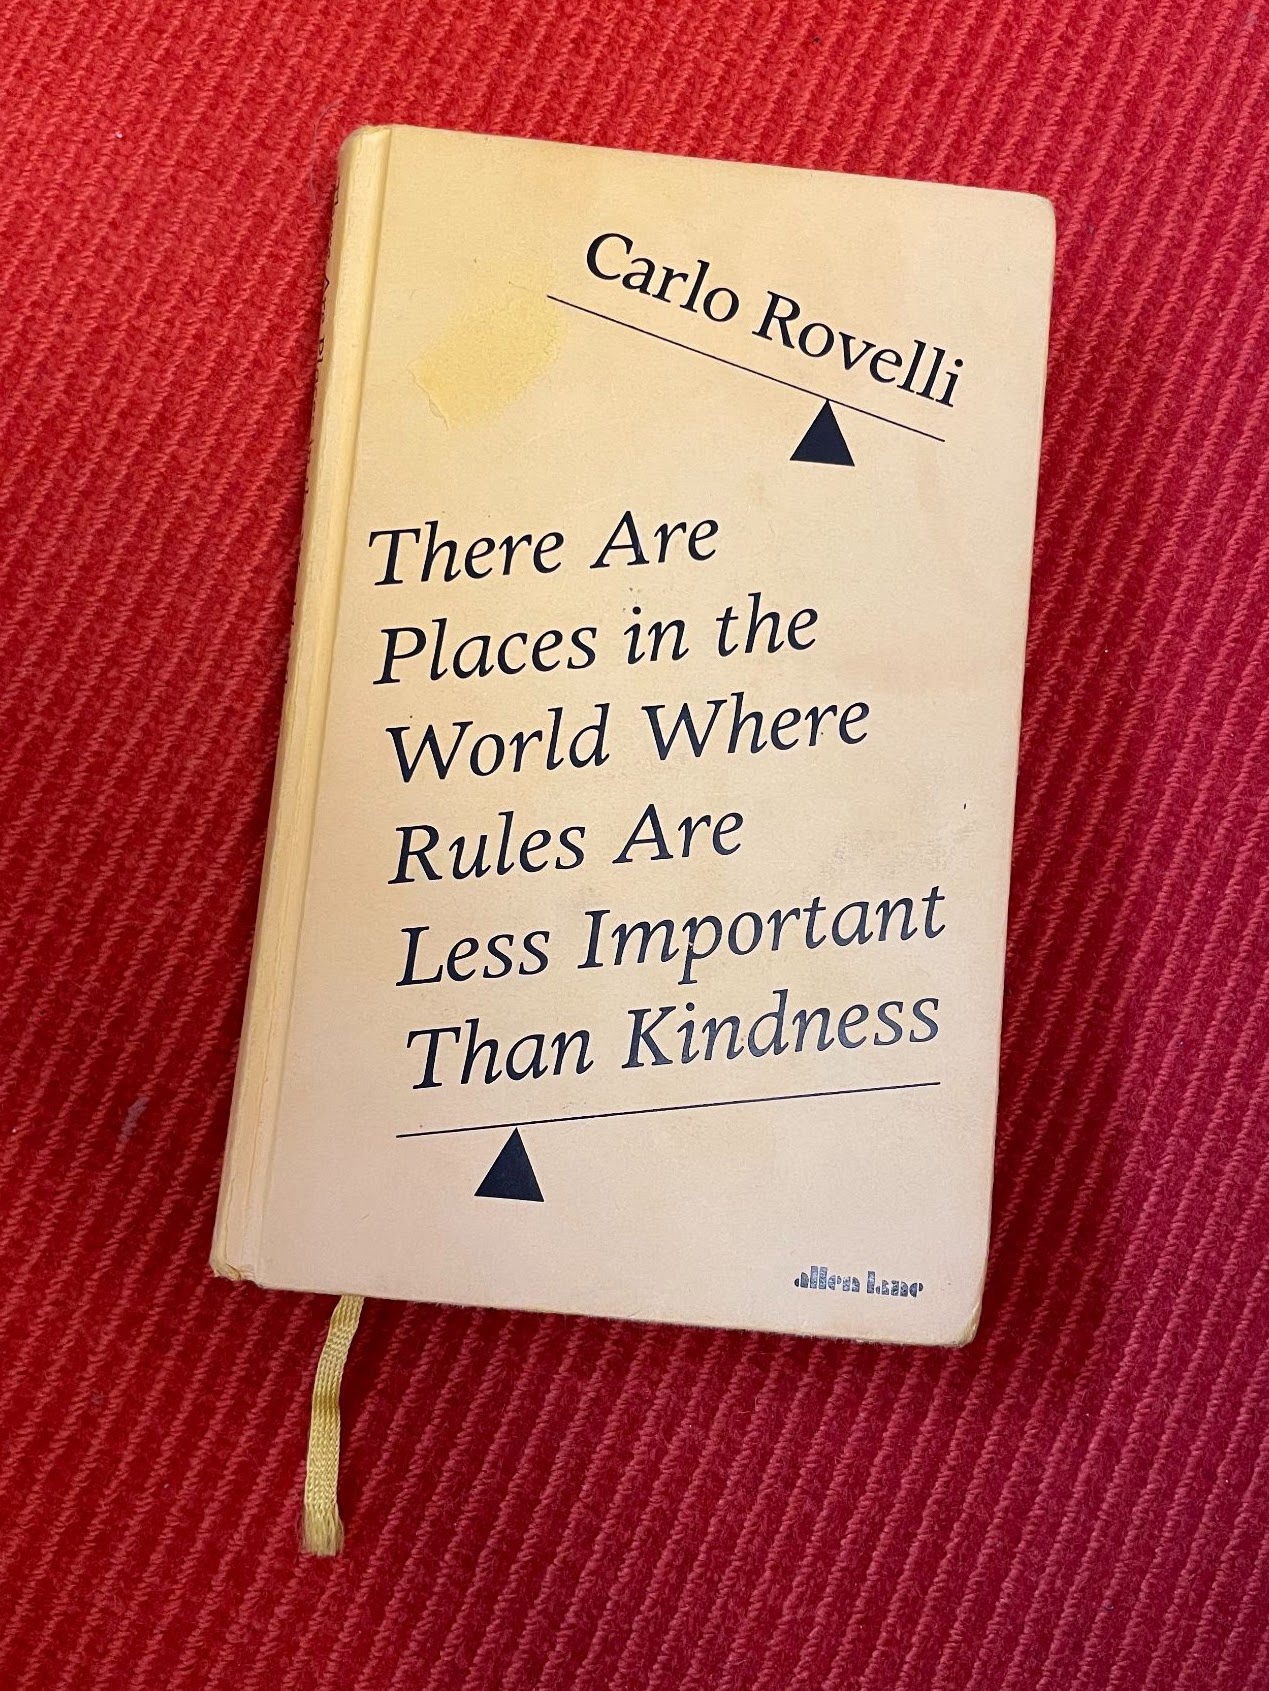 Carlo Rovelli
There Are
Places in the
World Where
Rules Are
Less Important
Than Kindness
allen lane